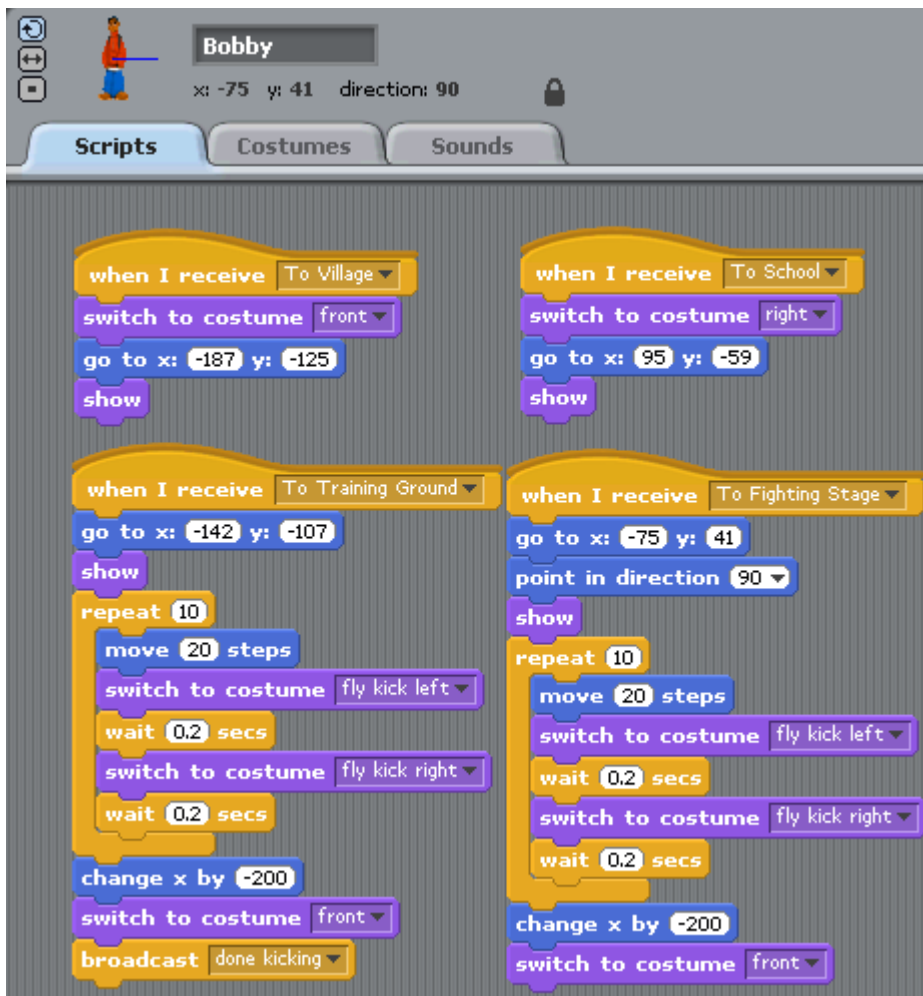 Bobby
x: -75 y: 41 direction: 90
Scripts Costumes Sounds
when I receive To Village
switch to costume front
go to x: -187 y: -125
show
when I receive To School
switch to costume right
go to x: 95 y: -59
show
when I receive To Training Ground
go to x: -142 y: -107
show
repeat 10
move 20 steps
switch to costume fly kick left
wait 0.2 secs
switch to costume fly kick right
wait 0.2 secs
change x by -200
switch to costume front
broadcast done kicking
when I receive To Fighting Stage
go to x: -75 y: 41
point in direction 90
show
repeat 10
move 20 steps
switch to costume fly kick left
wait 0.2 secs
switch to costume fly kick right
wait 0.2 secs
change x by -200
switch to costume front